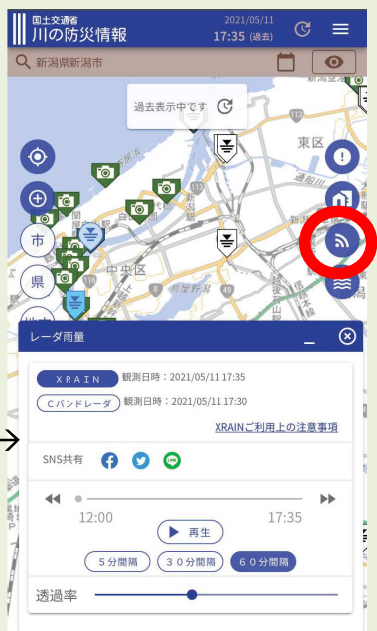 国土交通省
川の防災情報
2021/05/11
17:35 (過去)
新潟県新潟市
過去表示中です
東区
市
県
中央区
レーダ雨量
XRAIN 観測日時：2021/05/11 17:35
Cバンドレーダ 観測日時：2021/05/11 17:30
XRAINご利用上の注意事項
SNS共有
12:00
17:35
再生
5分間隔 30分間隔 60分間隔
透過率